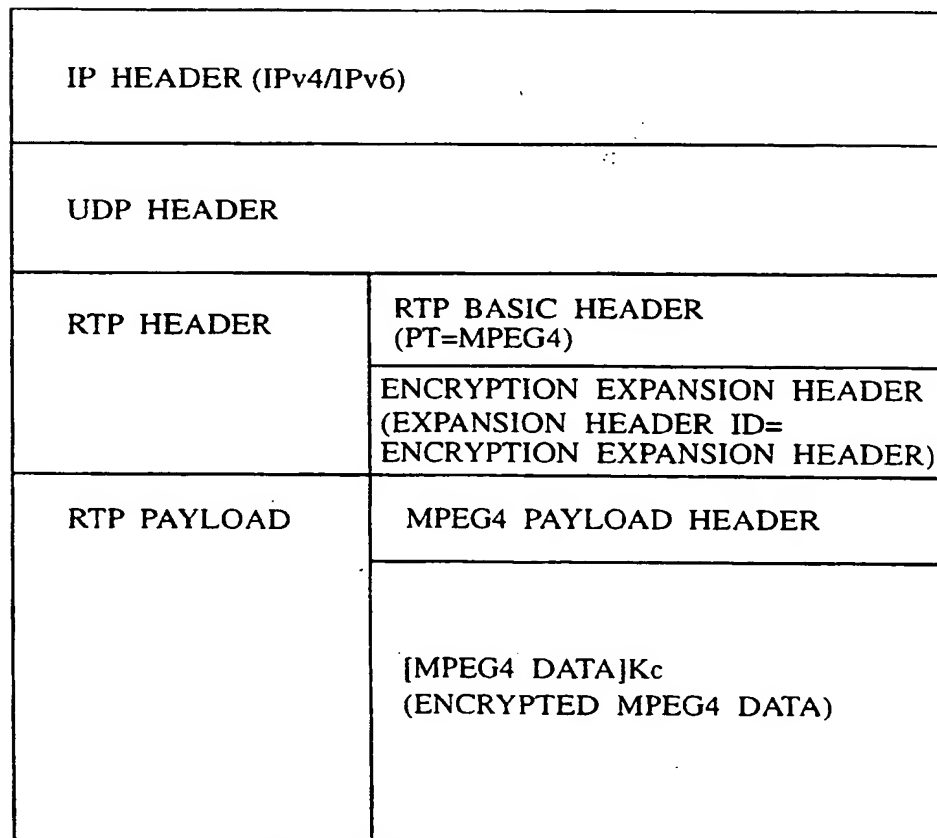 IP HEADER (IPv4/IPv6)
UDP HEADER
RTP HEADER
RTP BASIC HEADER
(PT=MPEG4)
ENCRYPTION EXPANSION HEADER
(EXPANSION HEADER ID=
ENCRYPTION EXPANSION HEADER)
RTP PAYLOAD
MPEG4 PAYLOAD HEADER
[MPEG4 DATA]Kc
(ENCRYPTED MPEG4 DATA)